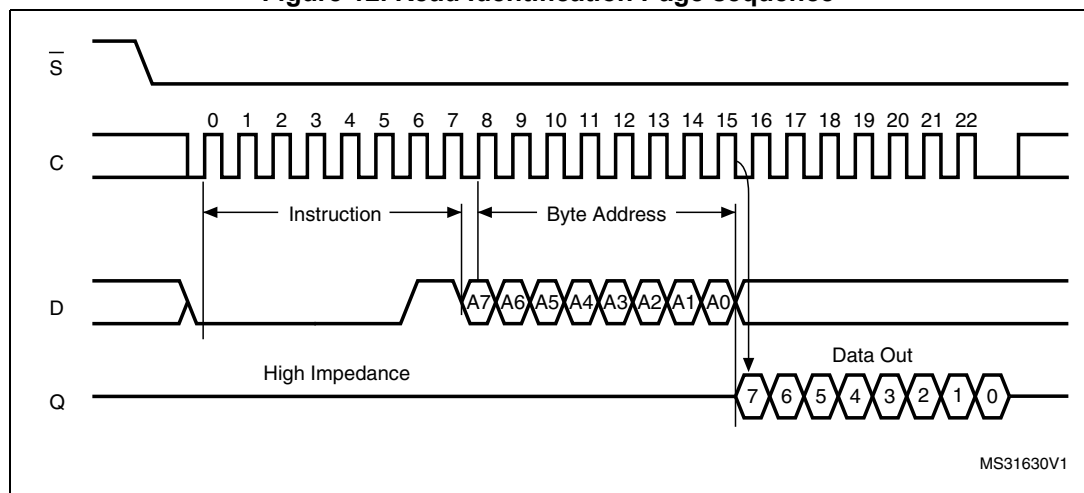 Figure 12. Read Identification Page sequence
S
0 1 2 3 4 5 6 7 8 9 10 11 12 13 14 15 16 17 18 19 20 21 22
C
Instruction Byte Address
D A7 A6 A5 A4 A3 A2 A1 A0
Data Out
High Impedance
Q 7 6 5 4 3 2 1 0
MS31630V1